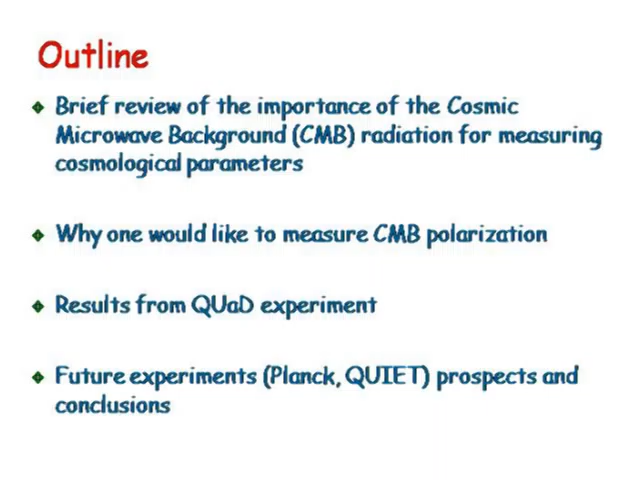 Outline
Brief review of the importance of the Cosmic
Microwave Background (CMB) radiation for measuring
cosmological parameters
Why one would like to measure CMB polarization
Results from QUaD experiment
Future experiments (Planck, QUIET) prospects and
conclusions